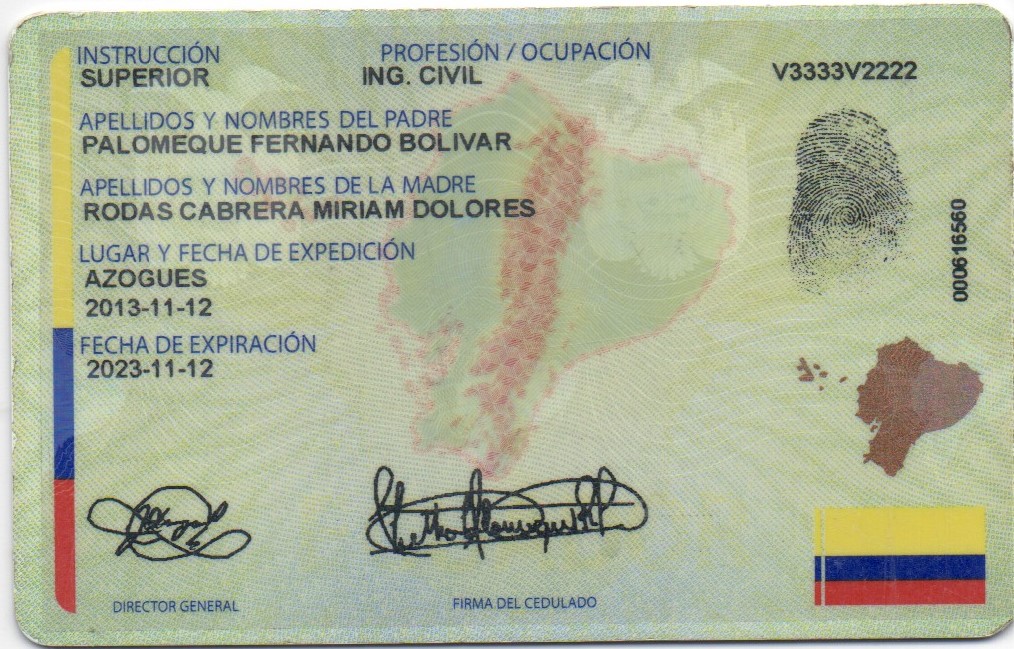 INSTRUCCIÓN PROFESIÓN / OCUPACIÓN
SUPERIOR ING. CIVIL V3333V2222
APELLIDOS Y NOMBRES DEL PADRE
PALOMEQUE FERNANDO BOLIVAR
APELLIDOS Y NOMBRES DE LA MADRE
RODAS CABRERA MIRIAM DOLORES
LUGAR Y FECHA DE EXPEDICIÓN
AZOGUES
2013-11-12
FECHA DE EXPIRACIÓN
2023-11-12
000616560
DIRECTOR GENERAL FIRMA DEL CEDULADO